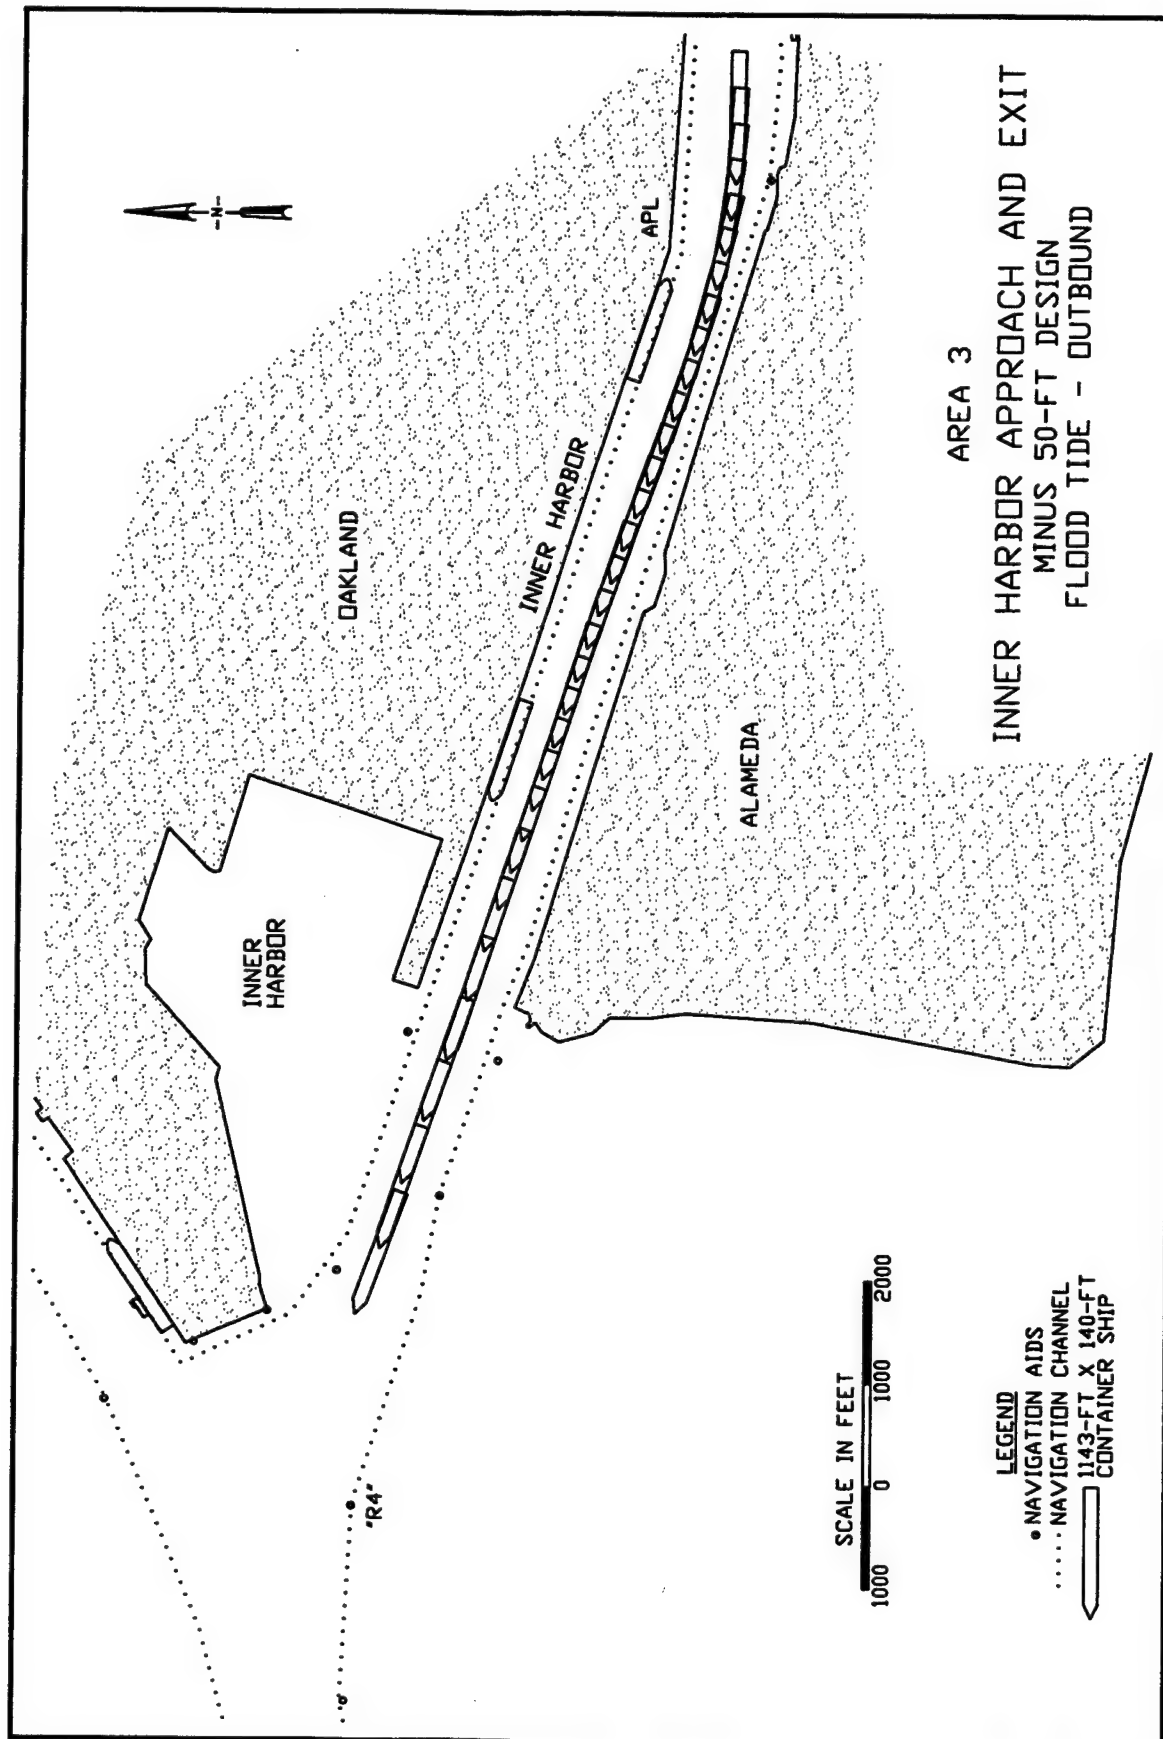 -N-
OAKLAND
INNER
HARBOR
INNER HARBOR
APL
ALAMEDA
"R4"
SCALE IN FEET
1000 0 1000 2000
LEGEND
NAVIGATION AIDS
NAVIGATION CHANNEL
1143-FT X 140-FT
CONTAINER SHIP
AREA 3
INNER HARBOR APPROACH AND EXIT
MINUS 50-FT DESIGN
FLOOD TIDE - OUTBOUND